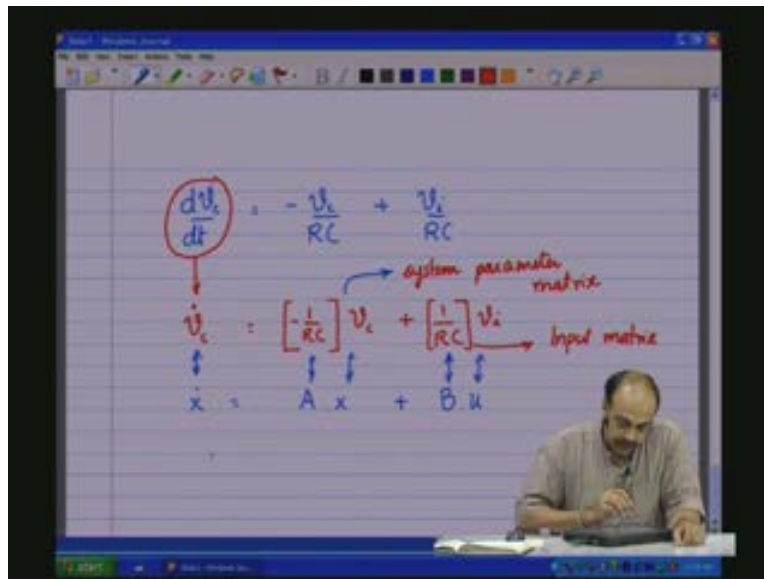 dv_c/dt = - v_c/RC + v_i/RC
system parameter matrix
v̇_c = [-1/RC] v_c + [1/RC] v_i
Input matrix
ẋ = A x + B . u